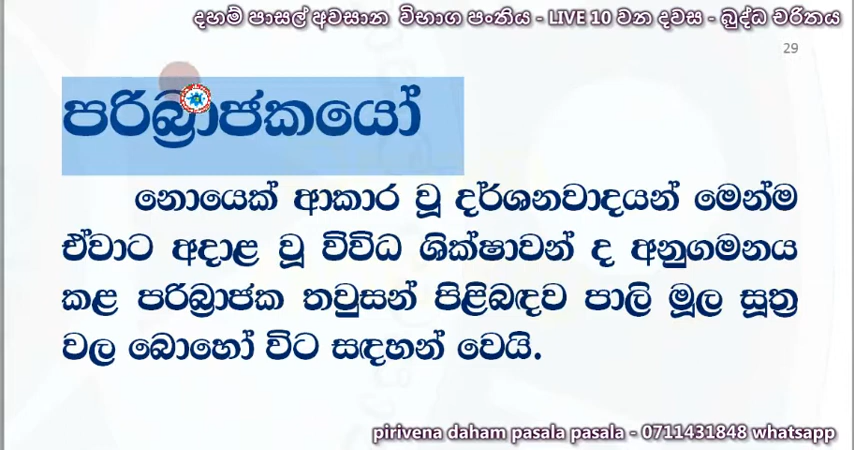 දහම් පාසල් අවසාන විභාග පංතිය - LIVE 10 වන දවස - බුද්ධ චරිතය
29
පරිබ්‍රාජකයෝ
නොයෙක් ආකාර වූ දර්ශනවාදයන් මෙන්ම
ඒවාට අදාළ වූ විවිධ ශික්ෂාවන් ද අනුගමනය
කළ පරිබ්‍රාජක තවුසන් පිළිබඳව පාලි මූල සූත්‍ර
වල බොහෝ විට සඳහන් වෙයි.
pirivena daham pasala pasala - 0711431848 whatsapp